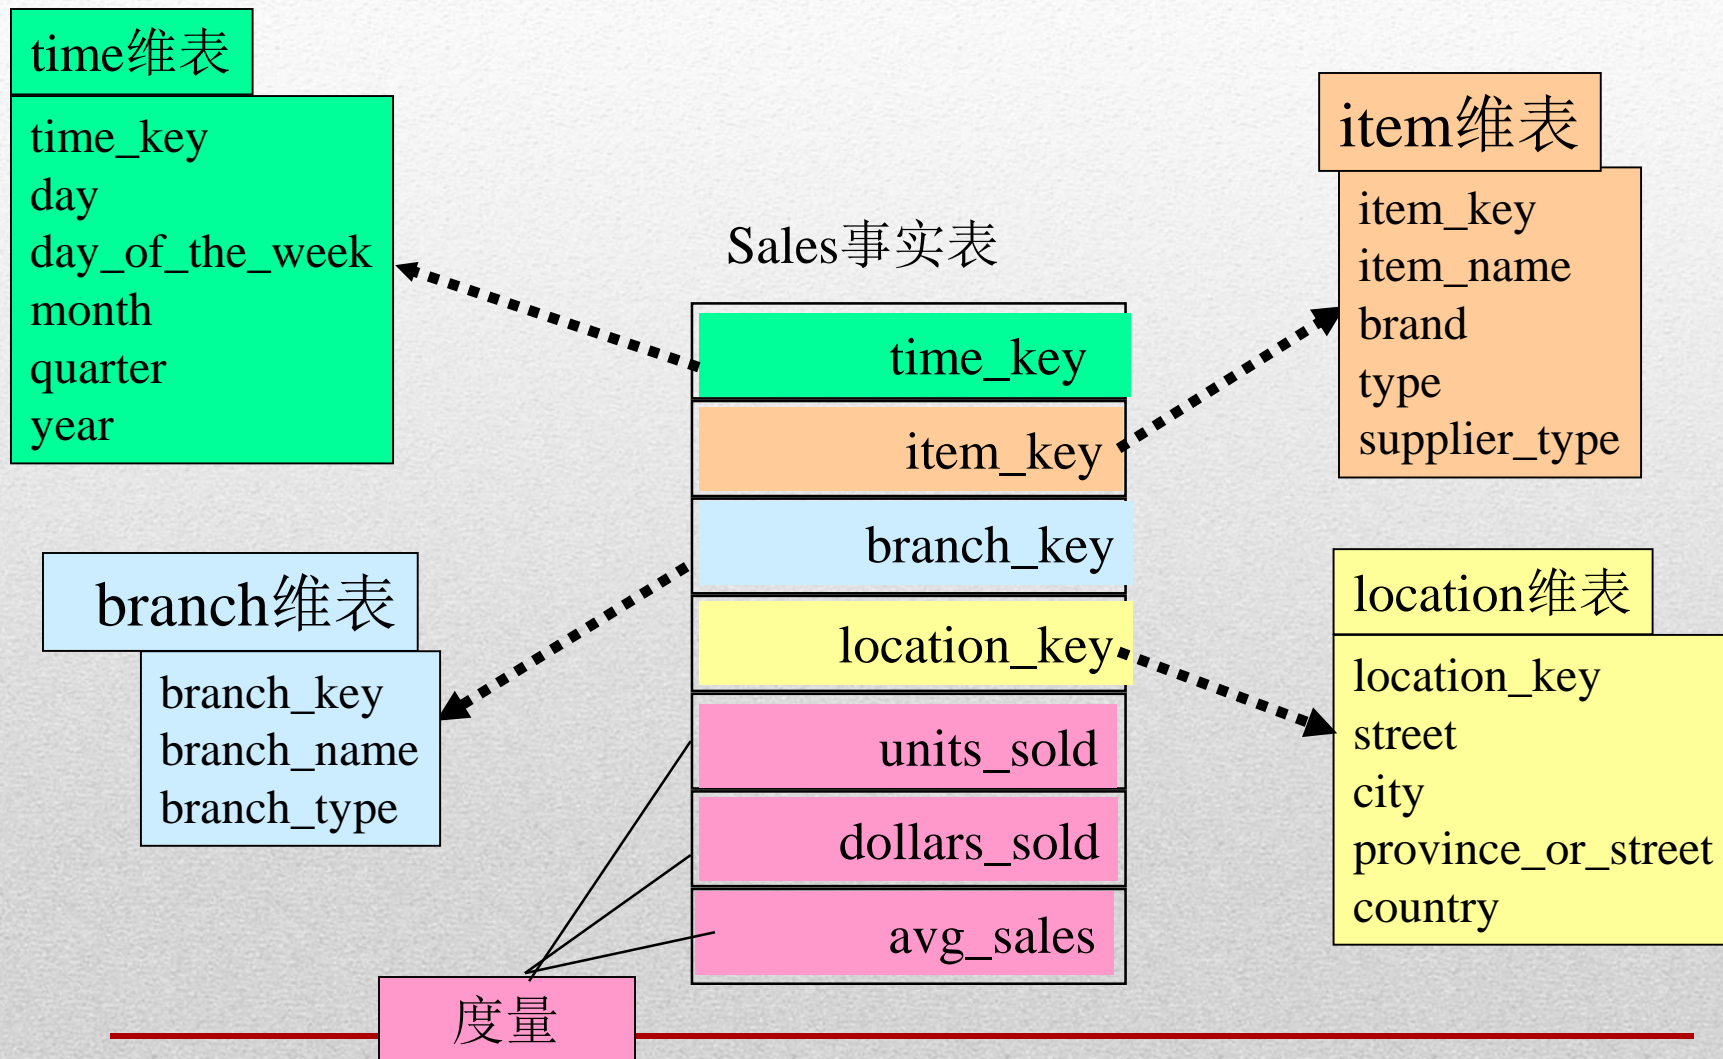 time维表
time_key
day
day_of_the_week
month
quarter
year
item维表
item_key
item_name
brand
type
supplier_type
Sales事实表
time_key
item_key
branch_key
location_key
units_sold
dollars_sold
avg_sales
branch维表
branch_key
branch_name
branch_type
location维表
location_key
street
city
province_or_street
country
度量